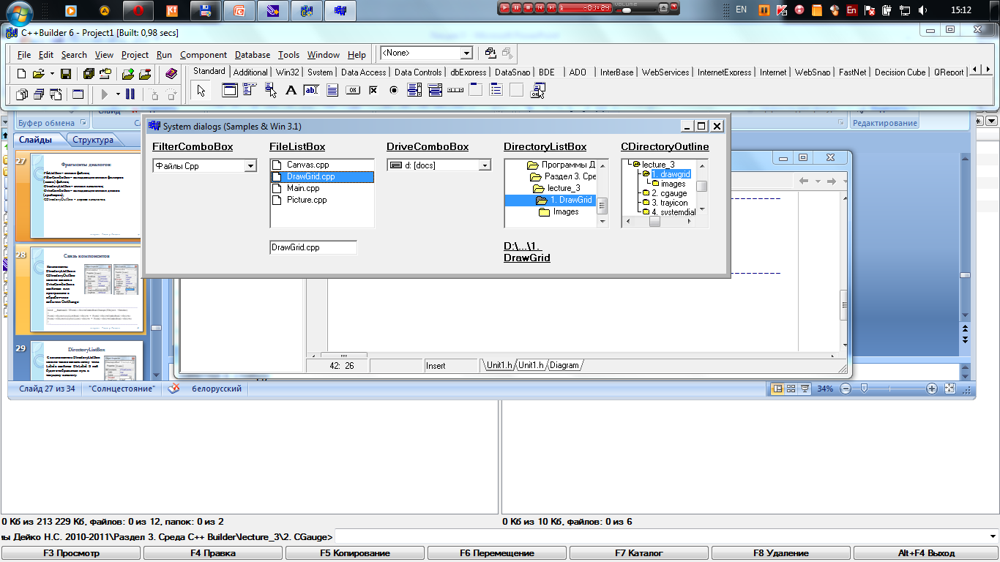 EN
VOLUME
15:12
C++Builder 6 - Project1 [Built: 0,98 secs]
File Edit Search View Project Run Component Database Tools Window Help
<None>
Standard Additional Win32 System Data Access Data Controls dbExpress DataSnap BDE ADO InterBase WebServices InternetExpress Internet WebSnap FastNet Decision Cube QReport
Буфер обмена
Редактирование
Слайды Структура
System dialogs (Samples & Win 3.1)
FilterComboBox
Файлы Cpp
FileListBox
Canvas.cpp
DrawGrid.cpp
Main.cpp
Picture.cpp
DrawGrid.cpp
DriveComboBox
d: [docs]
DirectoryListBox
Программы Д
Раздел 3. Сре
lecture_3
1. DrawGrid
Images
D:\...\1.
DrawGrid
CDirectoryOutline
lecture_3
1. drawgrid
images
2. cgauge
3. trayicon
4. systemdial
27
Фрагменты диалогов
28
Связь компонентов
29
DirectoryListBox
42: 26
Insert
Unit1.h Unit1.h Diagram
Слайд 27 из 34
"Солнцестояние"
белорусский
34%
0 Кб из 213 229 Кб, файлов: 0 из 12, папок: 0 из 2
0 Кб из 10 Кб, файлов: 0 из 6
ы Дейко Н.С. 2010-2011\Раздел 3. Среда C++ Builder\lecture_3\2. CGauge>
F3 Просмотр F4 Правка F5 Копирование F6 Перемещение F7 Каталог F8 Удаление Alt+F4 Выход